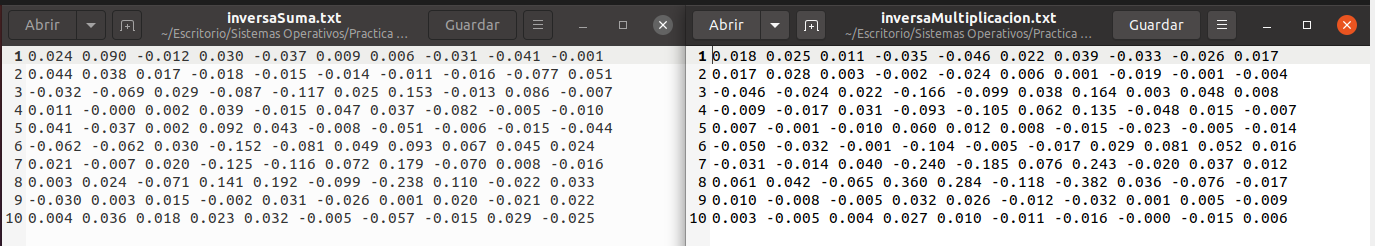 Abrir
inversaSuma.txt
~/Escritorio/Sistemas Operativos/Practica ...
Guardar
1 0.024 0.090 -0.012 0.030 -0.037 0.009 0.006 -0.031 -0.041 -0.001
2 0.044 0.038 0.017 -0.018 -0.015 -0.014 -0.011 -0.016 -0.077 0.051
3 -0.032 -0.069 0.029 -0.087 -0.117 0.025 0.153 -0.013 0.086 -0.007
4 0.011 -0.000 0.002 0.039 -0.015 0.047 0.037 -0.082 -0.005 -0.010
5 0.041 -0.037 0.002 0.092 0.043 -0.008 -0.051 -0.006 -0.015 -0.044
6 -0.062 -0.062 0.030 -0.152 -0.081 0.049 0.093 0.067 0.045 0.024
7 0.021 -0.007 0.020 -0.125 -0.116 0.072 0.179 -0.070 0.008 -0.016
8 0.003 0.024 -0.071 0.141 0.192 -0.099 -0.238 0.110 -0.022 0.033
9 -0.030 0.003 0.015 -0.002 0.031 -0.026 0.001 0.020 -0.021 0.022
10 0.004 0.036 0.018 0.023 0.032 -0.005 -0.057 -0.015 0.029 -0.025
Abrir
inversaMultiplicacion.txt
~/Escritorio/Sistemas Operativos/Practica ...
Guardar
1 0.018 0.025 0.011 -0.035 -0.046 0.022 0.039 -0.033 -0.026 0.017
2 0.017 0.028 0.003 -0.002 -0.024 0.006 0.001 -0.019 -0.001 -0.004
3 -0.046 -0.024 0.022 -0.166 -0.099 0.038 0.164 0.003 0.048 0.008
4 -0.009 -0.017 0.031 -0.093 -0.105 0.062 0.135 -0.048 0.015 -0.007
5 0.007 -0.001 -0.010 0.060 0.012 0.008 -0.015 -0.023 -0.005 -0.014
6 -0.050 -0.032 -0.001 -0.104 -0.005 -0.017 0.029 0.081 0.052 0.016
7 -0.031 -0.014 0.040 -0.240 -0.185 0.076 0.243 -0.020 0.037 0.012
8 0.061 0.042 -0.065 0.360 0.284 -0.118 -0.382 0.036 -0.076 -0.017
9 0.010 -0.008 -0.005 0.032 0.026 -0.012 -0.032 0.001 0.005 -0.009
10 0.003 -0.005 0.004 0.027 0.010 -0.011 -0.016 -0.000 -0.015 0.006